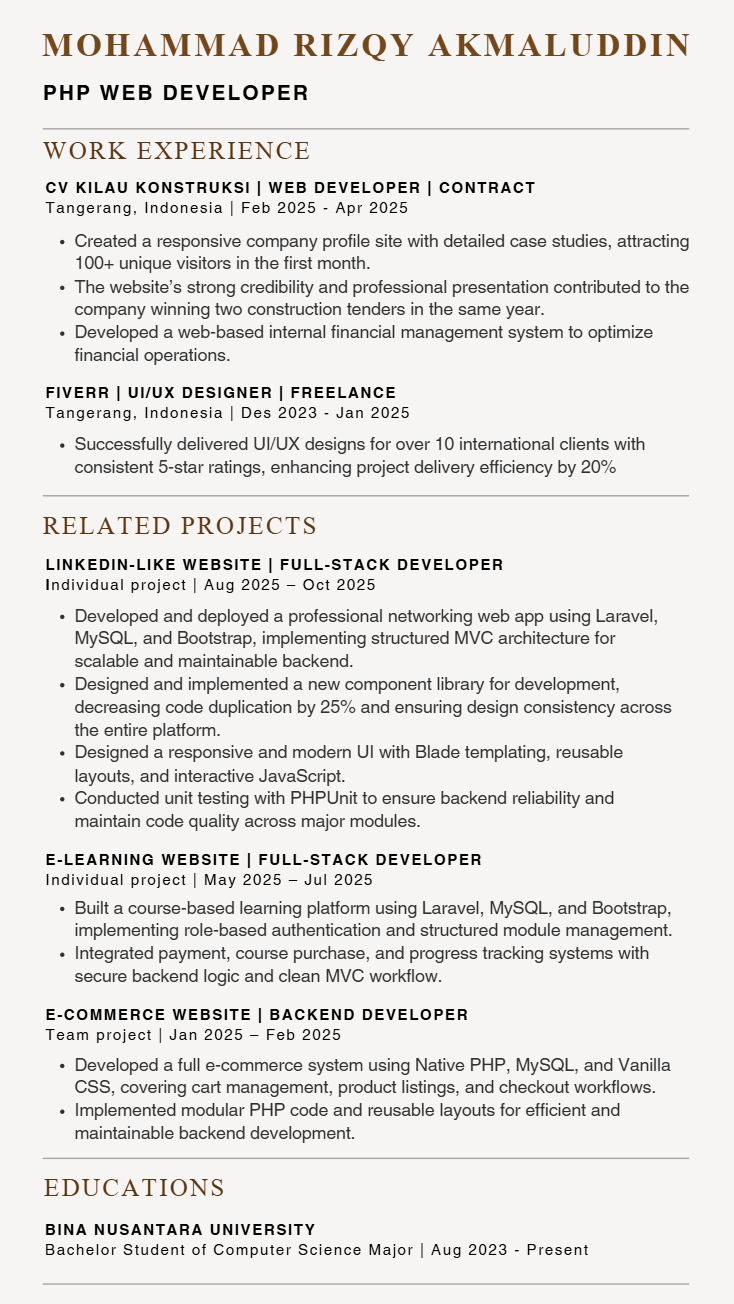 MOHAMMAD RIZQY AKMALUDDIN
PHP WEB DEVELOPER
WORK EXPERIENCE
CV KILAU KONSTRUKSI | WEB DEVELOPER | CONTRACT
Tangerang, Indonesia | Feb 2025 - Apr 2025
• Created a responsive company profile site with detailed case studies, attracting
100+ unique visitors in the first month.
• The website’s strong credibility and professional presentation contributed to the
company winning two construction tenders in the same year.
• Developed a web-based internal financial management system to optimize
financial operations.
FIVERR | UI/UX DESIGNER | FREELANCE
Tangerang, Indonesia | Des 2023 - Jan 2025
• Successfully delivered UI/UX designs for over 10 international clients with
consistent 5-star ratings, enhancing project delivery efficiency by 20%
RELATED PROJECTS
LINKEDIN-LIKE WEBSITE | FULL-STACK DEVELOPER
Individual project | Aug 2025 – Oct 2025
• Developed and deployed a professional networking web app using Laravel,
MySQL, and Bootstrap, implementing structured MVC architecture for
scalable and maintainable backend.
• Designed and implemented a new component library for development,
decreasing code duplication by 25% and ensuring design consistency across
the entire platform.
• Designed a responsive and modern UI with Blade templating, reusable
layouts, and interactive JavaScript.
• Conducted unit testing with PHPUnit to ensure backend reliability and
maintain code quality across major modules.
E-LEARNING WEBSITE | FULL-STACK DEVELOPER
Individual project | May 2025 – Jul 2025
• Built a course-based learning platform using Laravel, MySQL, and Bootstrap,
implementing role-based authentication and structured module management.
• Integrated payment, course purchase, and progress tracking systems with
secure backend logic and clean MVC workflow.
E-COMMERCE WEBSITE | BACKEND DEVELOPER
Team project | Jan 2025 – Feb 2025
• Developed a full e-commerce system using Native PHP, MySQL, and Vanilla
CSS, covering cart management, product listings, and checkout workflows.
• Implemented modular PHP code and reusable layouts for efficient and
maintainable backend development.
EDUCATIONS
BINA NUSANTARA UNIVERSITY
Bachelor Student of Computer Science Major | Aug 2023 - Present